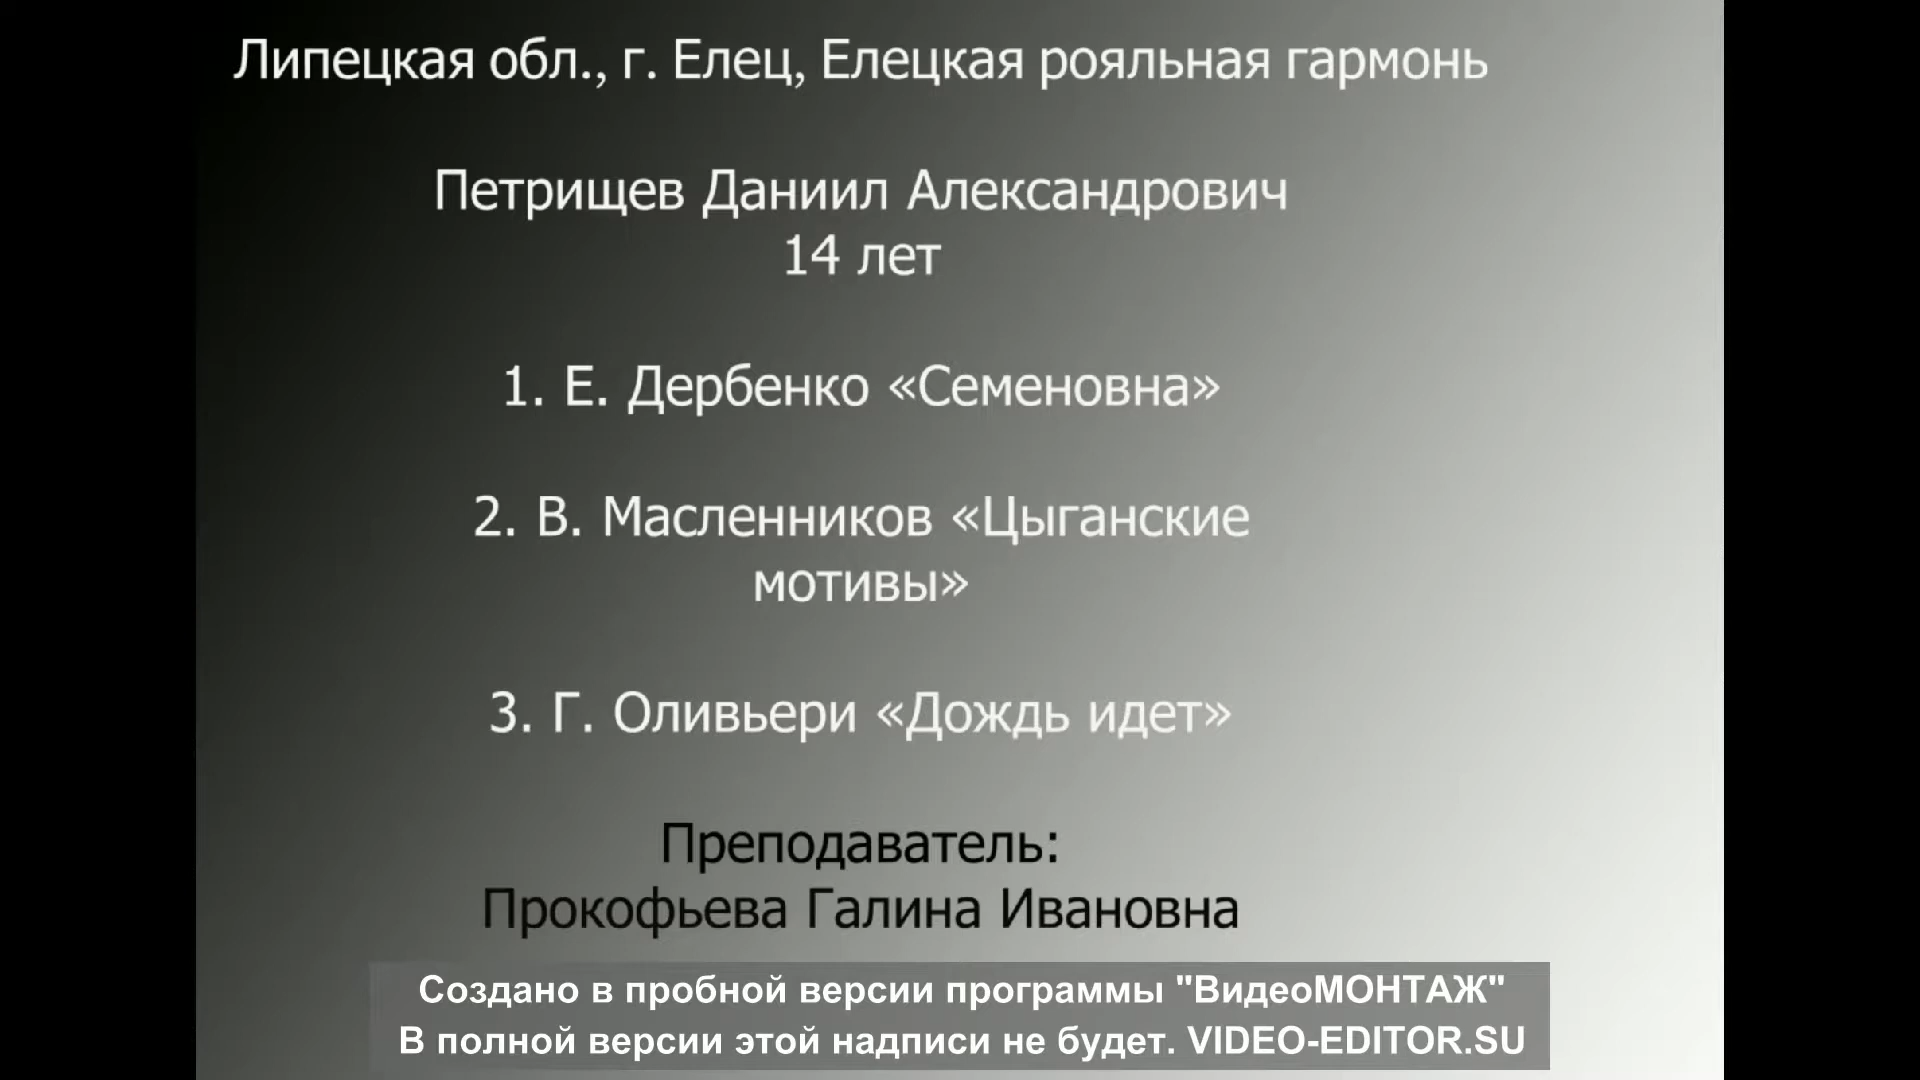 Липецкая обл., г. Елец, Елецкая рояльная гармонь
Петрищев Даниил Александрович
14 лет
1. Е. Дербенко «Семеновна»
2. В. Масленников «Цыганские
мотивы»
3. Г. Оливьери «Дождь идет»
Преподаватель:
Прокофьева Галина Ивановна
Создано в пробной версии программы "ВидеоМОНТАЖ"
В полной версии этой надписи не будет. VIDEO-EDITOR.SU